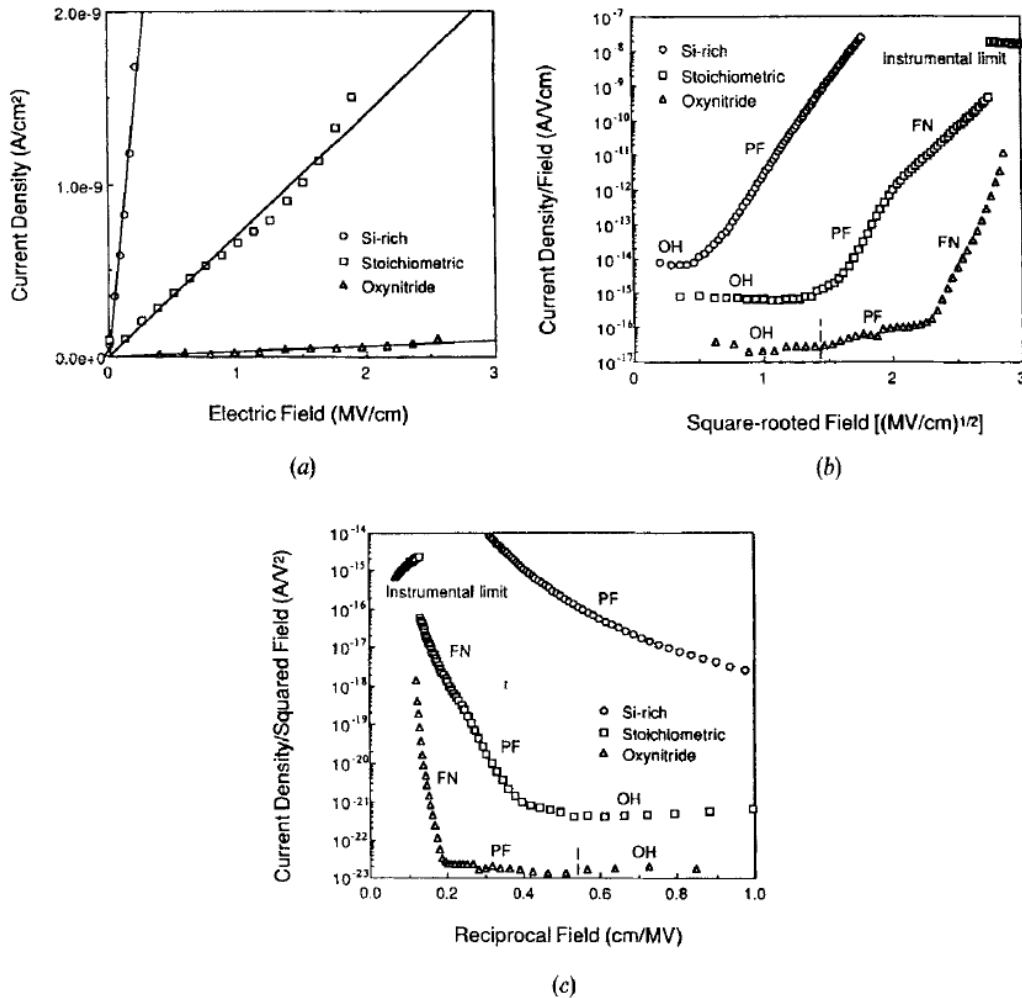 2.0e-9
1.0e-9
0.0e+0
0
1
2
3
Current Density (A/cm²)
Electric Field (MV/cm)
Si-rich
Stoichiometric
Oxynitride
(a)
10-7
10-8
10-9
10-10
10-11
10-12
10-13
10-14
10-15
10-16
10-17
0
1
2
3
Current Density/Field (A/Vcm)
Square-rooted Field [(MV/cm)1/2]
Si-rich
Stoichiometric
Oxynitride
Instrumental limit
PF
FN
OH
PF
FN
OH
OH
PF
(b)
10-14
10-15
10-16
10-17
10-18
10-19
10-20
10-21
10-22
10-23
0.0
0.2
0.4
0.6
0.8
1.0
Current Density/Squared Field (A/V²)
Reciprocal Field (cm/MV)
Instrumental limit
PF
FN
Si-rich
Stoichiometric
Oxynitride
PF
FN
OH
PF
OH
(c)